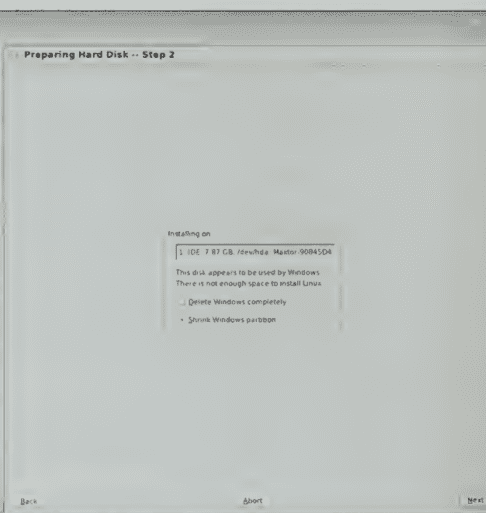 Preparing Hard Disk -- Step 2
Installing on
1. IDE 7.87 GB, /dev/hda, Maxtor-90845D4
This disk appears to be used by Windows.
There is not enough space to install Linux.
Delete Windows completely
Shrink Windows partition
Back Abort Next